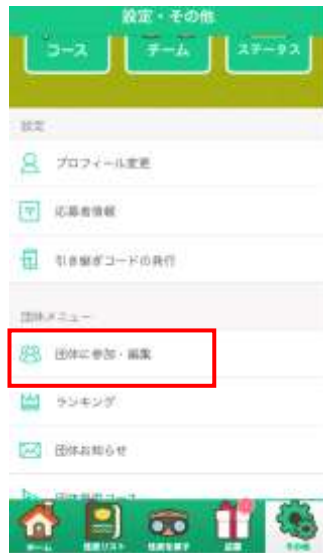 設定・その他
コース
チーム
ステータス
設定
プロフィール変更
応募者情報
引き継ぎコードの発行
団体メニュー
団体に参加・編集
ランキング
団体お知らせ
ホーム
その他